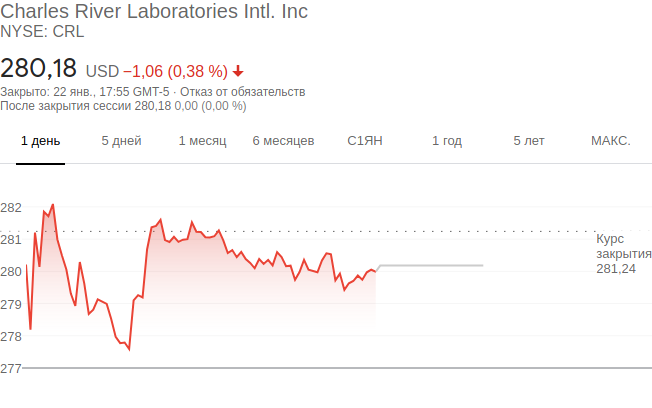 Charles River Laboratories Intl. Inc
NYSE: CRL
280,18 USD −1,06 (0,38 %)
Закрыто: 22 янв., 17:55 GMT-5 · Отказ от обязательств
После закрытия сессии 280,18 0,00 (0,00 %)
1 день 5 дней 1 месяц 6 месяцев С1ЯН 1 год 5 лет МАКС.
282
281
280
279
278
277
Курс
закрытия
281,24